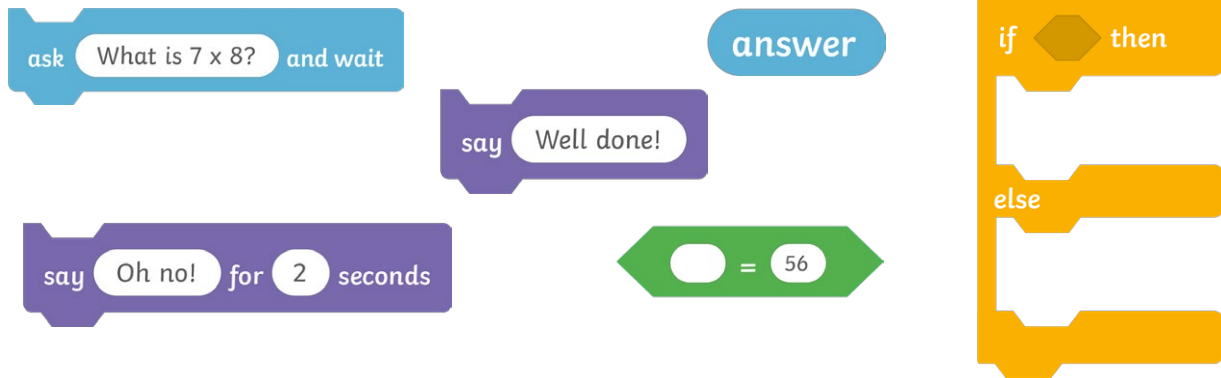 ask What is 7 x 8? and wait
answer
if then
say Well done!
else
say Oh no! for 2 seconds
= 56